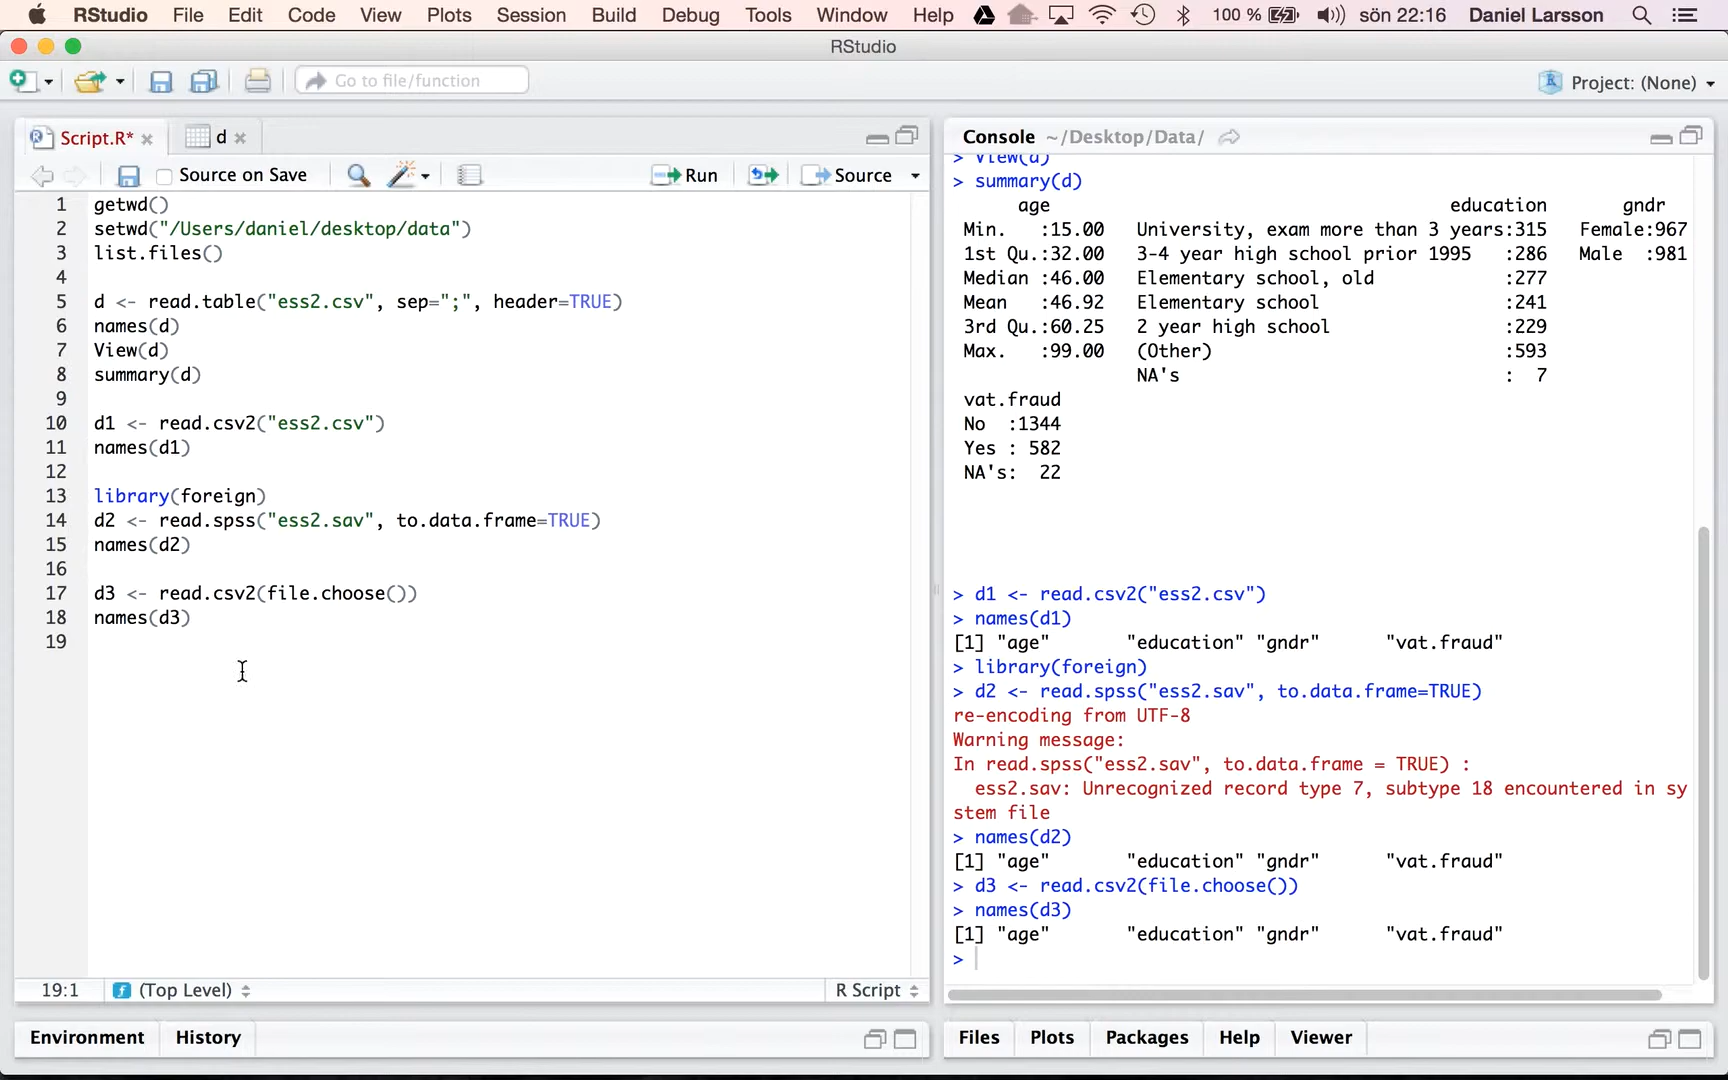 RStudio File Edit Code View Plots Session Build Debug Tools Window Help 100 % sön 22:16 Daniel Larsson
RStudio
Go to file/function
Project: (None)
Script.R*
d
Source on Save
Run
Source
1 getwd()
2 setwd("/Users/daniel/desktop/data")
3 list.files()
4
5 d <- read.table("ess2.csv", sep=";", header=TRUE)
6 names(d)
7 View(d)
8 summary(d)
9
10 d1 <- read.csv2("ess2.csv")
11 names(d1)
12
13 library(foreign)
14 d2 <- read.spss("ess2.sav", to.data.frame=TRUE)
15 names(d2)
16
17 d3 <- read.csv2(file.choose())
18 names(d3)
19
19:1 (Top Level) R Script
Environment History
Console ~/Desktop/Data/
> View(d)
> summary(d)
age education gndr
Min. :15.00 University, exam more than 3 years:315 Female:967
1st Qu.:32.00 3-4 year high school prior 1995 :286 Male :981
Median :46.00 Elementary school, old :277
Mean :46.92 Elementary school :241
3rd Qu.:60.25 2 year high school :229
Max. :99.00 (Other) :593
NA's : 7
vat.fraud
No :1344
Yes : 582
NA's: 22
> d1 <- read.csv2("ess2.csv")
> names(d1)
[1] "age" "education" "gndr" "vat.fraud"
> library(foreign)
> d2 <- read.spss("ess2.sav", to.data.frame=TRUE)
re-encoding from UTF-8
Warning message:
In read.spss("ess2.sav", to.data.frame = TRUE) :
ess2.sav: Unrecognized record type 7, subtype 18 encountered in sy
stem file
> names(d2)
[1] "age" "education" "gndr" "vat.fraud"
> d3 <- read.csv2(file.choose())
> names(d3)
[1] "age" "education" "gndr" "vat.fraud"
>
Files Plots Packages Help Viewer